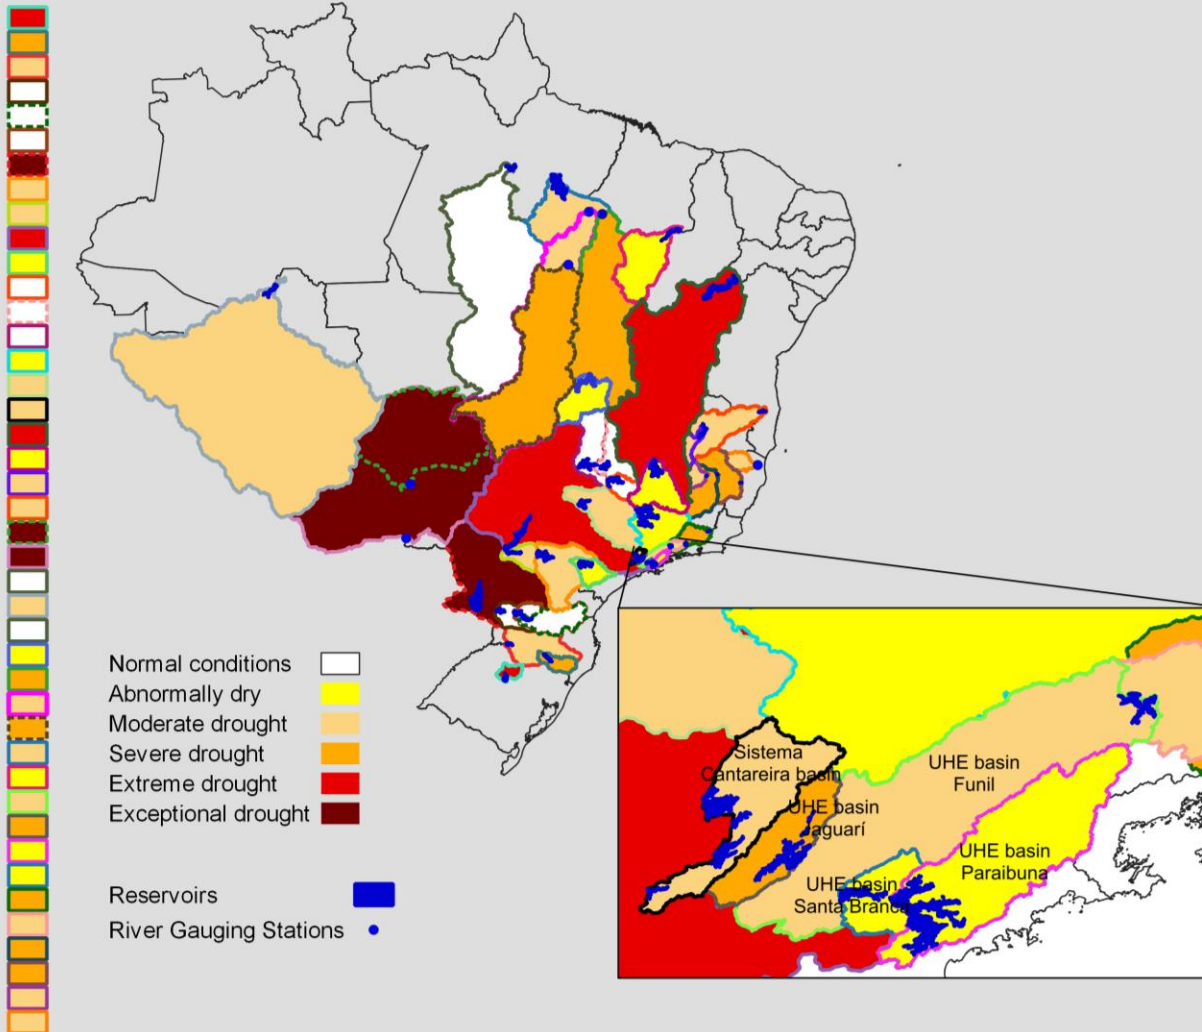 Normal conditions
Abnormally dry
Moderate drought
Severe drought
Extreme drought
Exceptional drought
Reservoirs
River Gauging Stations
Sistema
Cantareira basin
UHE basin
Jaguarí
UHE basin
Funil
UHE basin
Paraibuna
UHE basin
Santa Branca